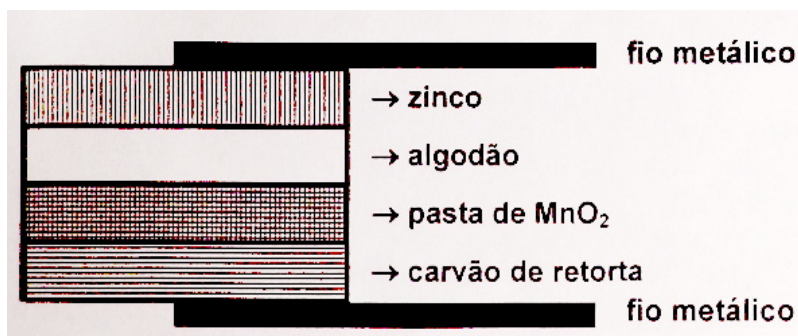 fio metálico
→ zinco
→ algodão
→ pasta de MnO₂
→ carvão de retorta
fio metálico